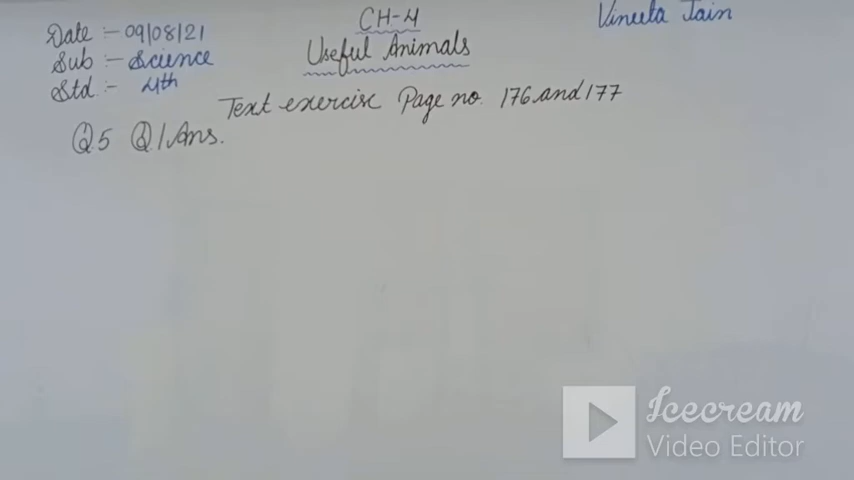 Date :- 09/08/21
CH-4
Vineeta Jain
Sub :- Science
Useful Animals
Std :- 4th
Text exercise Page no. 176 and 177
Q5 Q/Ans.
Icecream
Video Editor